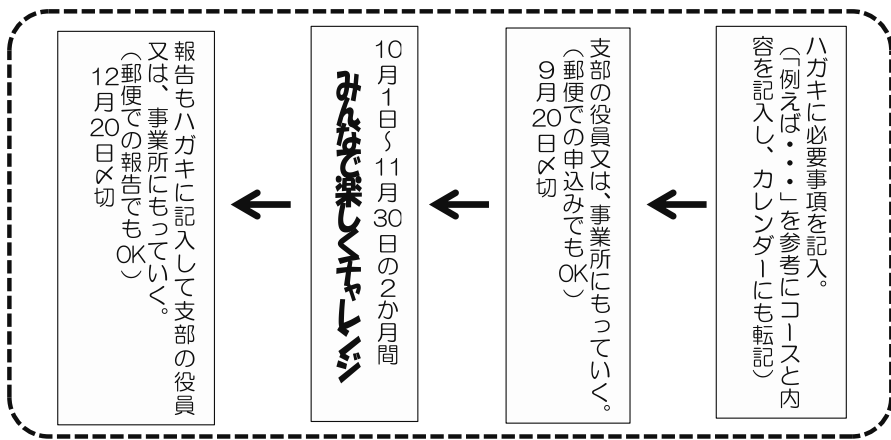 ハガキに必要事項を記入。
（「例えば・・・」を参考にコースと内
容を記入し、カレンダーにも転記）
支部の役員又は、事業所にもっていく。
（郵便での申込みでもOK）
9月20日〆切
10月1日～11月30日の2か月間
みんなで楽しくチャレンジ
報告もハガキに記入して支部の役員
又は、事業所にもっていく。
（郵便での報告でもOK）
12月20日〆切